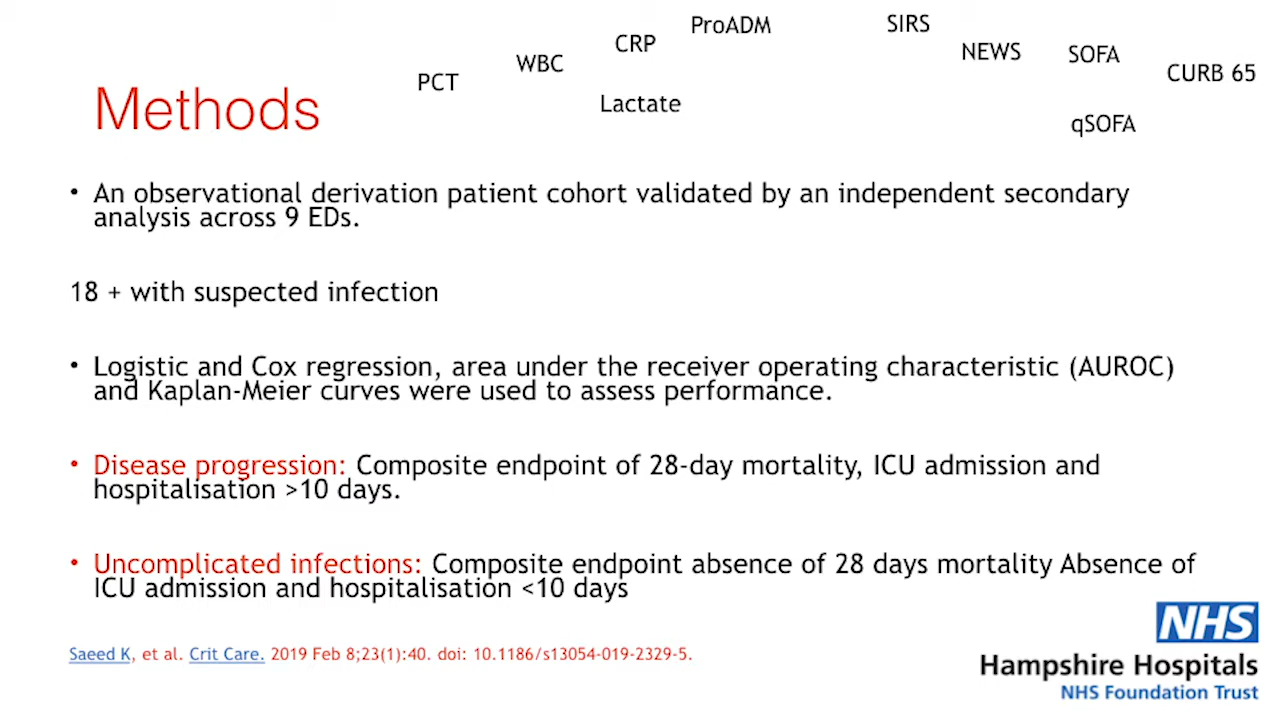 ProADM
SIRS
CRP
NEWS
SOFA
WBC
CURB 65
PCT
Lactate
qSOFA
Methods
• An observational derivation patient cohort validated by an independent secondary
analysis across 9 EDs.
18 + with suspected infection
• Logistic and Cox regression, area under the receiver operating characteristic (AUROC)
and Kaplan-Meier curves were used to assess performance.
• Disease progression: Composite endpoint of 28-day mortality, ICU admission and
hospitalisation >10 days.
• Uncomplicated infections: Composite endpoint absence of 28 days mortality Absence of
ICU admission and hospitalisation <10 days
Saeed K, et al. Crit Care. 2019 Feb 8;23(1):40. doi: 10.1186/s13054-019-2329-5.
NHS
Hampshire Hospitals
NHS Foundation Trust